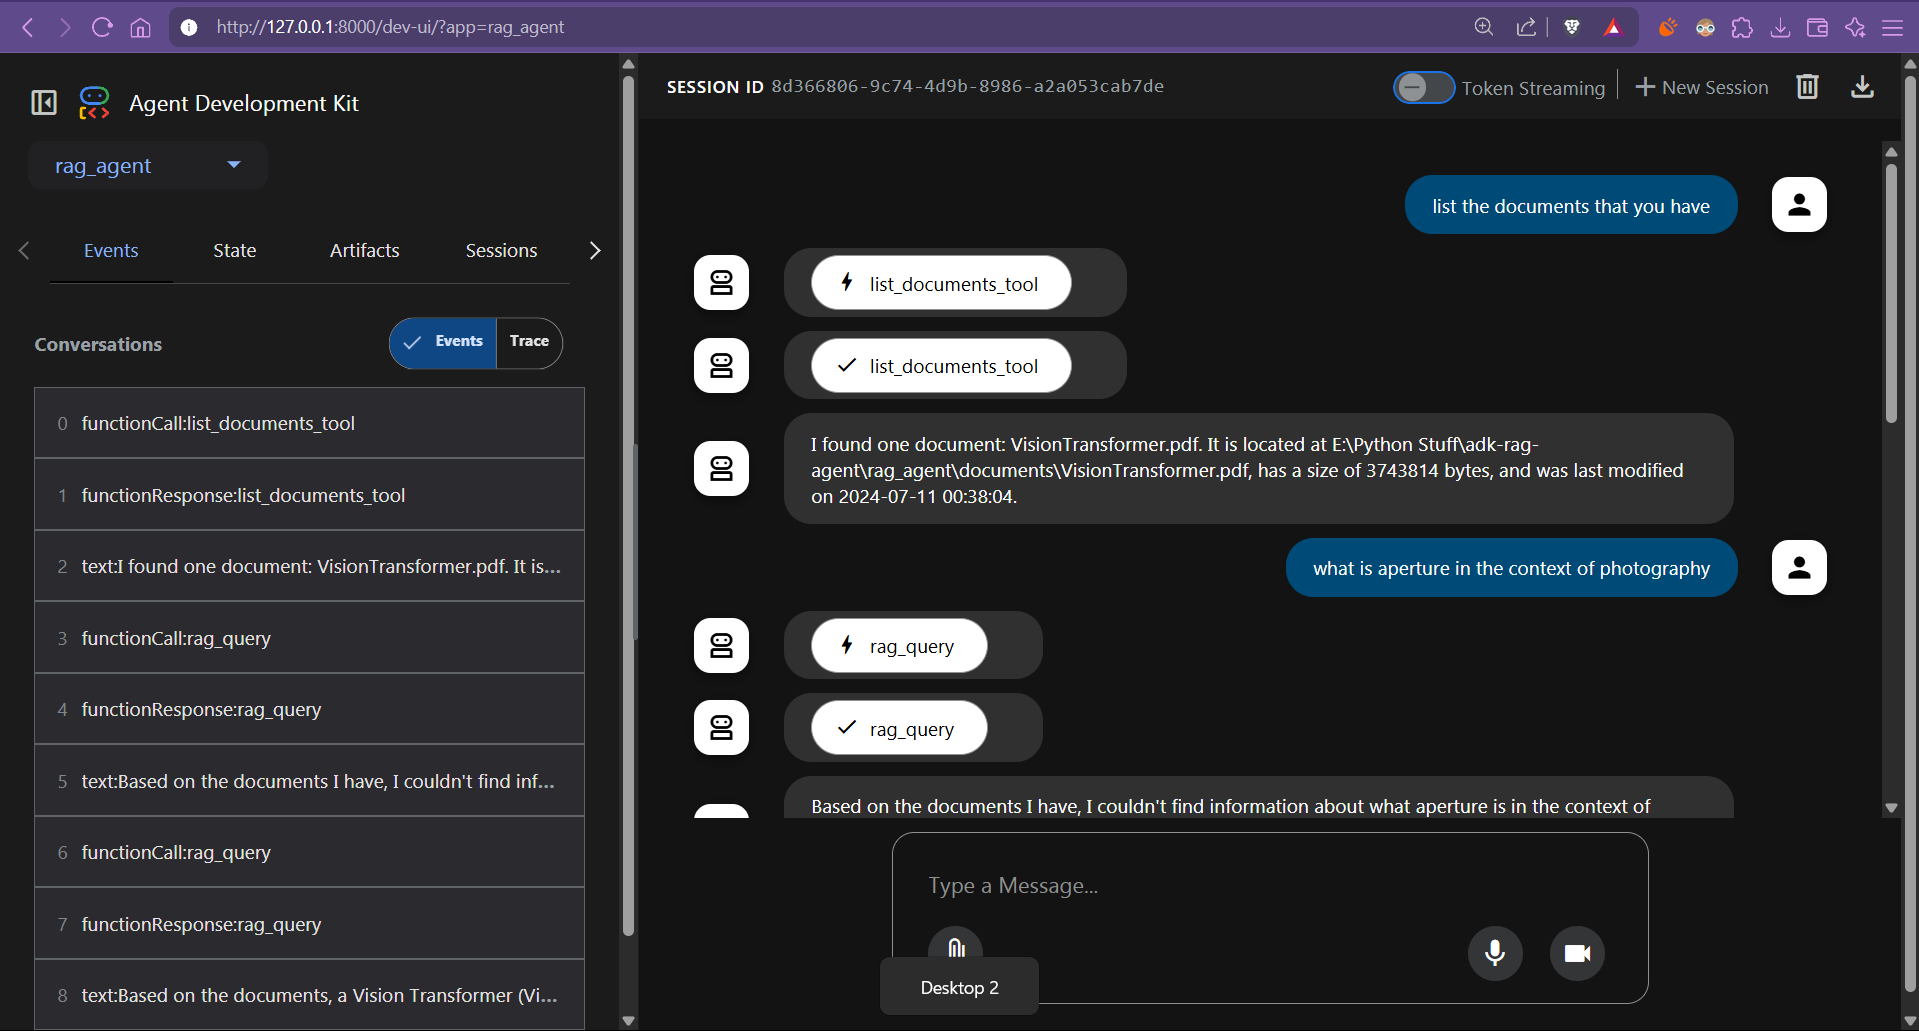 http://127.0.0.1:8000/dev-ui/?app=rag_agent
Agent Development Kit
rag_agent
Events
State
Artifacts
Sessions
Conversations
Events
Trace
0 functionCall:list_documents_tool
1 functionResponse:list_documents_tool
2 text:I found one document: VisionTransformer.pdf. It is...
3 functionCall:rag_query
4 functionResponse:rag_query
5 text:Based on the documents I have, I couldn't find inf...
6 functionCall:rag_query
7 functionResponse:rag_query
8 text:Based on the documents, a Vision Transformer (Vi...
SESSION ID 8d366806-9c74-4d9b-8986-a2a053cab7de
Token Streaming
New Session
list the documents that you have
list_documents_tool
list_documents_tool
I found one document: VisionTransformer.pdf. It is located at E:\Python Stuff\adk-rag-
agent\rag_agent\documents\VisionTransformer.pdf, has a size of 3743814 bytes, and was last modified
on 2024-07-11 00:38:04.
what is aperture in the context of photography
rag_query
rag_query
Based on the documents I have, I couldn't find information about what aperture is in the context of
Type a Message...
Desktop 2